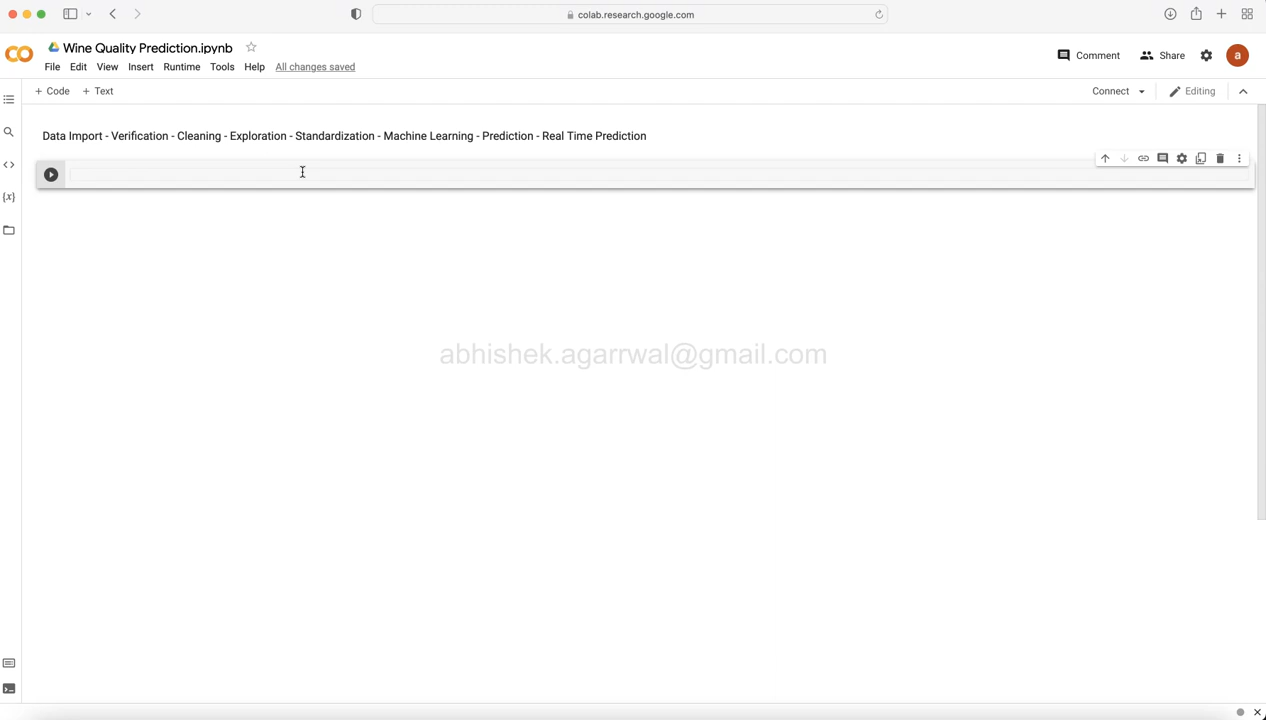 colab.research.google.com
Wine Quality Prediction.ipynb
File Edit View Insert Runtime Tools Help All changes saved
Comment Share a
+ Code + Text
Connect Editing
Data Import - Verification - Cleaning - Exploration - Standardization - Machine Learning - Prediction - Real Time Prediction
{x}
abhishek.agarrwal@gmail.com